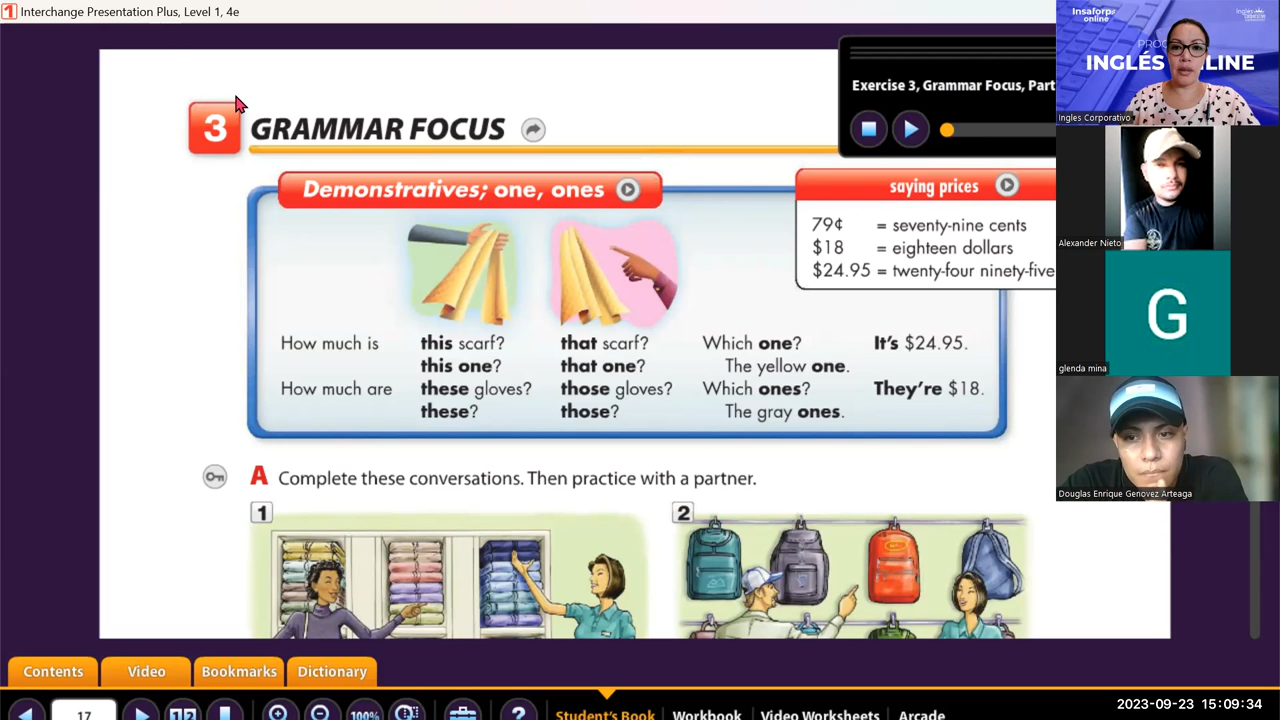 Interchange Presentation Plus, Level 1, 4e
3 GRAMMAR FOCUS
Exercise 3, Grammar Focus, Part
Demonstratives; one, ones
saying prices
79¢ = seventy-nine cents
$18 = eighteen dollars
$24.95 = twenty-four ninety-five
How much is this scarf? that scarf? Which one? It's $24.95.
this one? that one? The yellow one.
How much are these gloves? those gloves? Which ones? They're $18.
these? those? The gray ones.
A Complete these conversations. Then practice with a partner.
1 2
Contents Video Bookmarks Dictionary
17 1 2 100% ? Student's Book Workbook Video Worksheets Arcade
Insaforp online
INGLÉS LINE
Ingles Corporativo
Alexander Nieto
G
glenda mina
Douglas Enrique Genovez Arteaga
2023-09-23 15:09:34